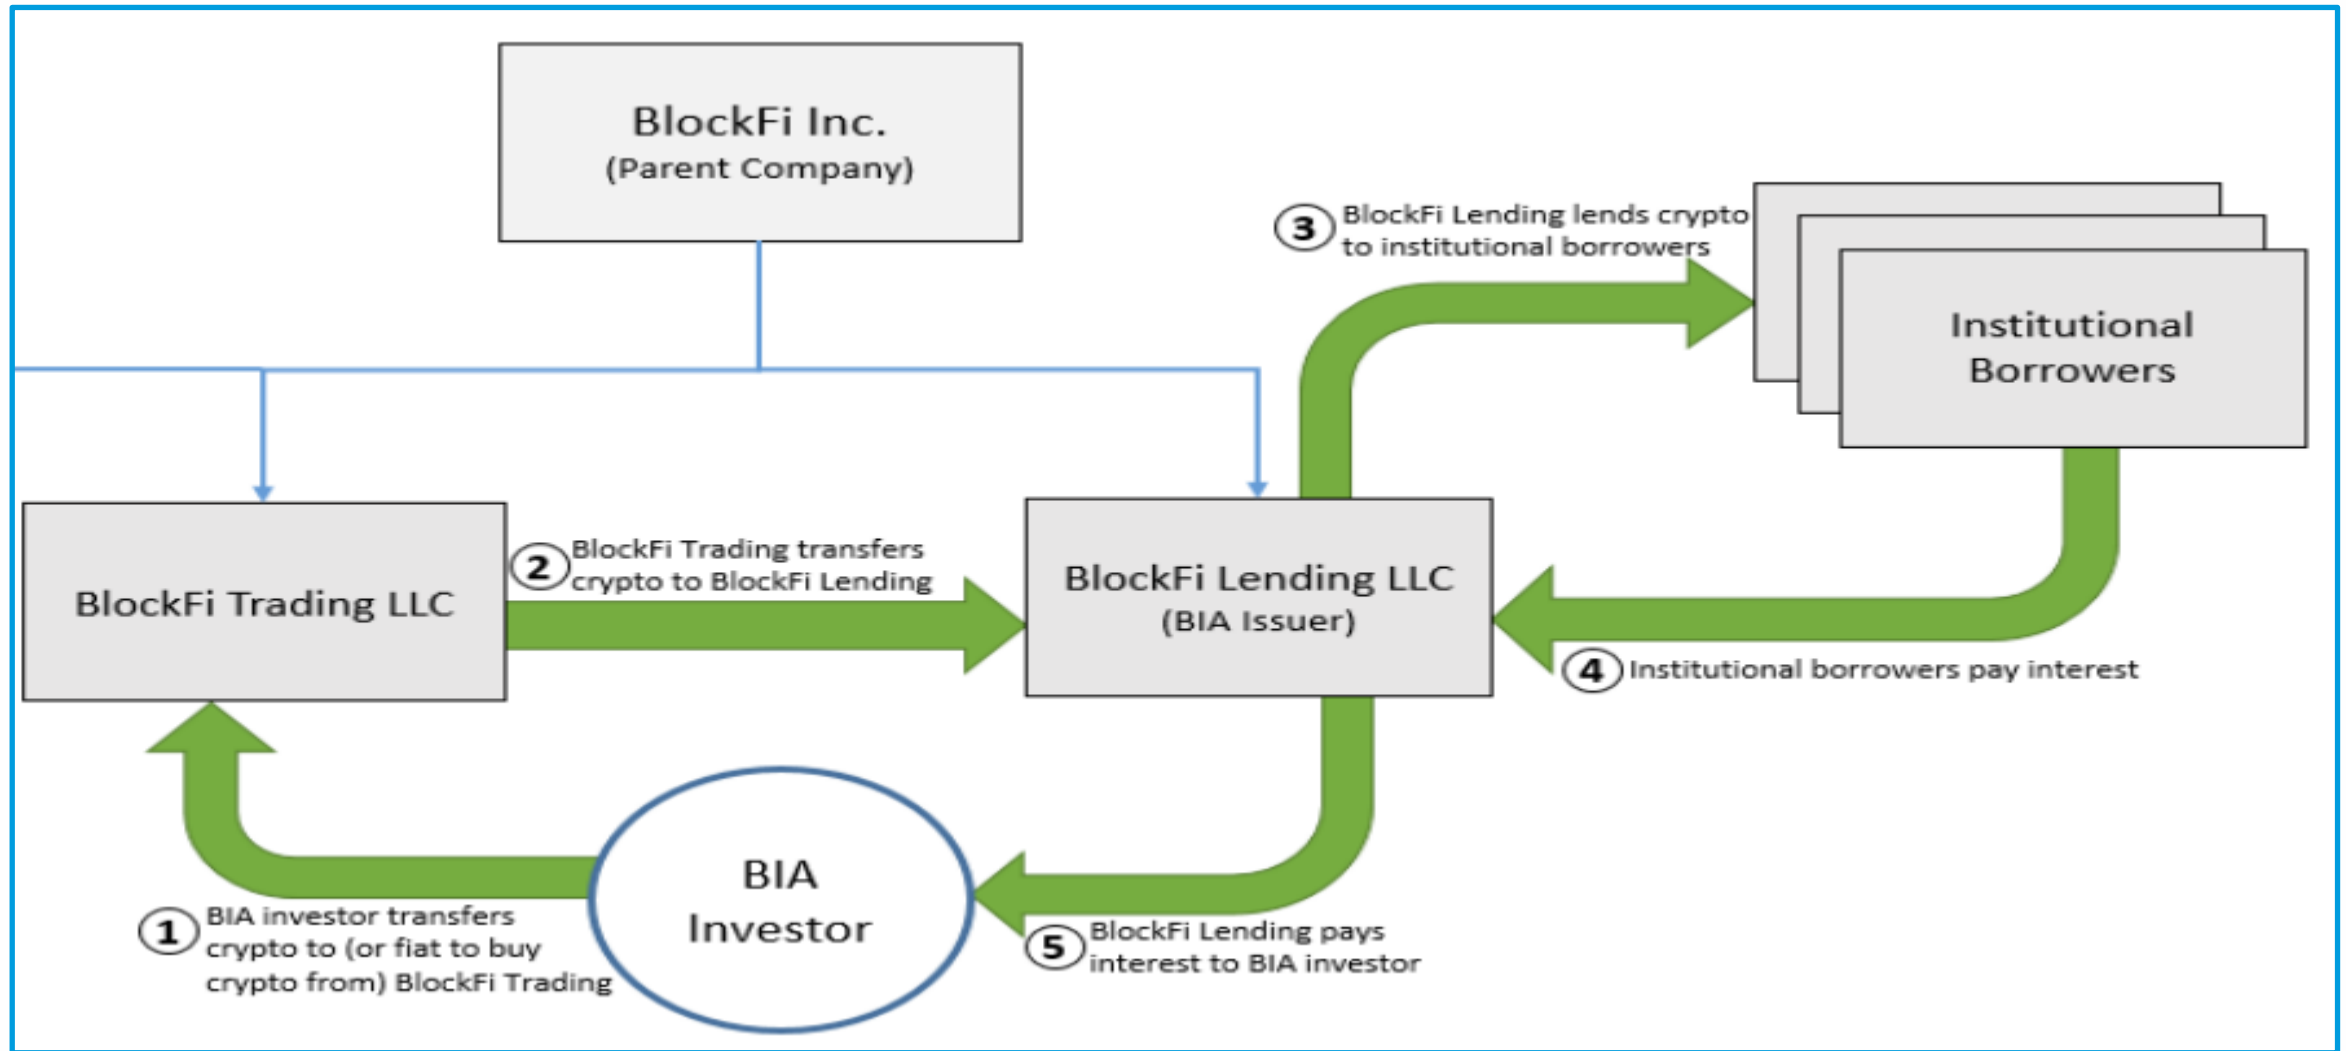 BlockFi Inc.
(Parent Company)
3 BlockFi Lending lends crypto
to institutional borrowers
Institutional
Borrowers
BlockFi Trading LLC
2 BlockFi Trading transfers
crypto to BlockFi Lending
BlockFi Lending LLC
(BIA Issuer)
4 Institutional borrowers pay interest
BIA
Investor
1 BIA investor transfers
crypto to (or fiat to buy
crypto from) BlockFi Trading
5 BlockFi Lending pays
interest to BIA investor